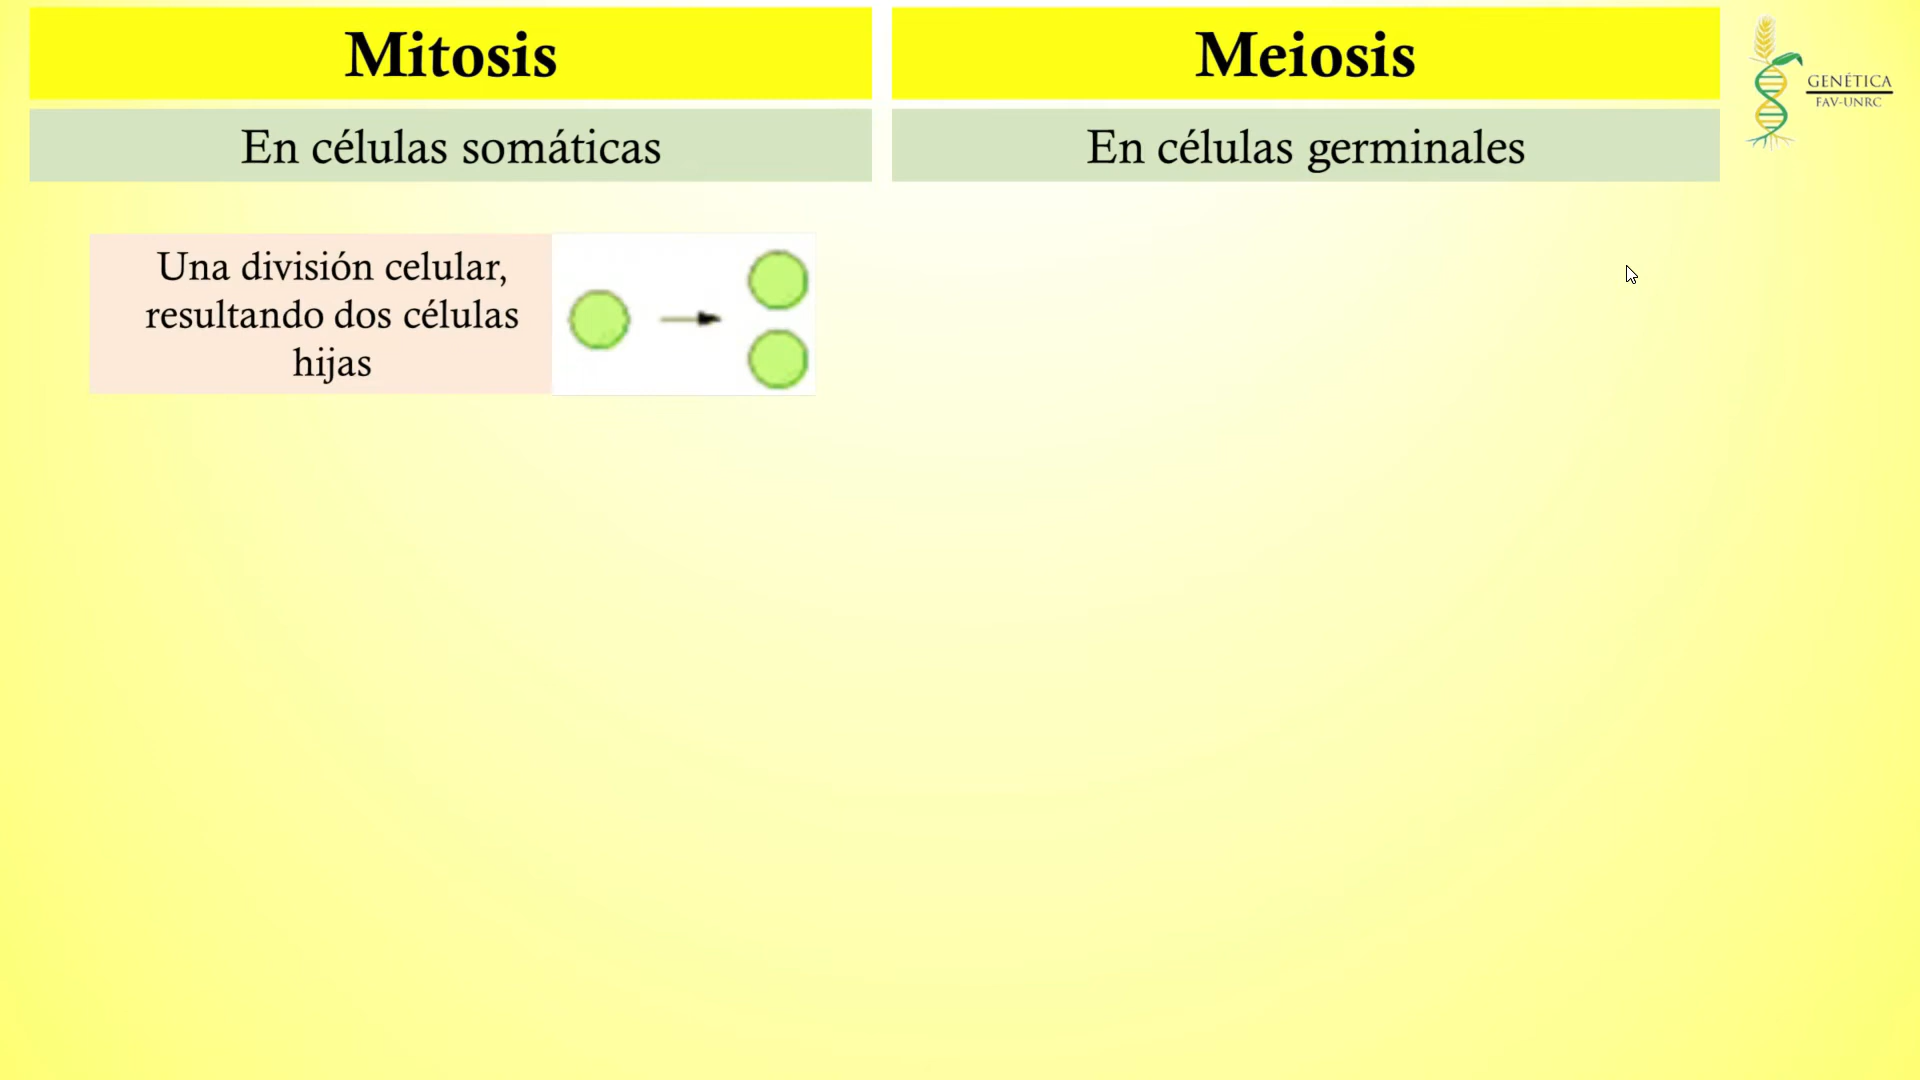 Mitosis
Meiosis
GENÉTICA
FAV-UNRC
En células somáticas
En células germinales
Una división celular,
resultando dos células
hijas